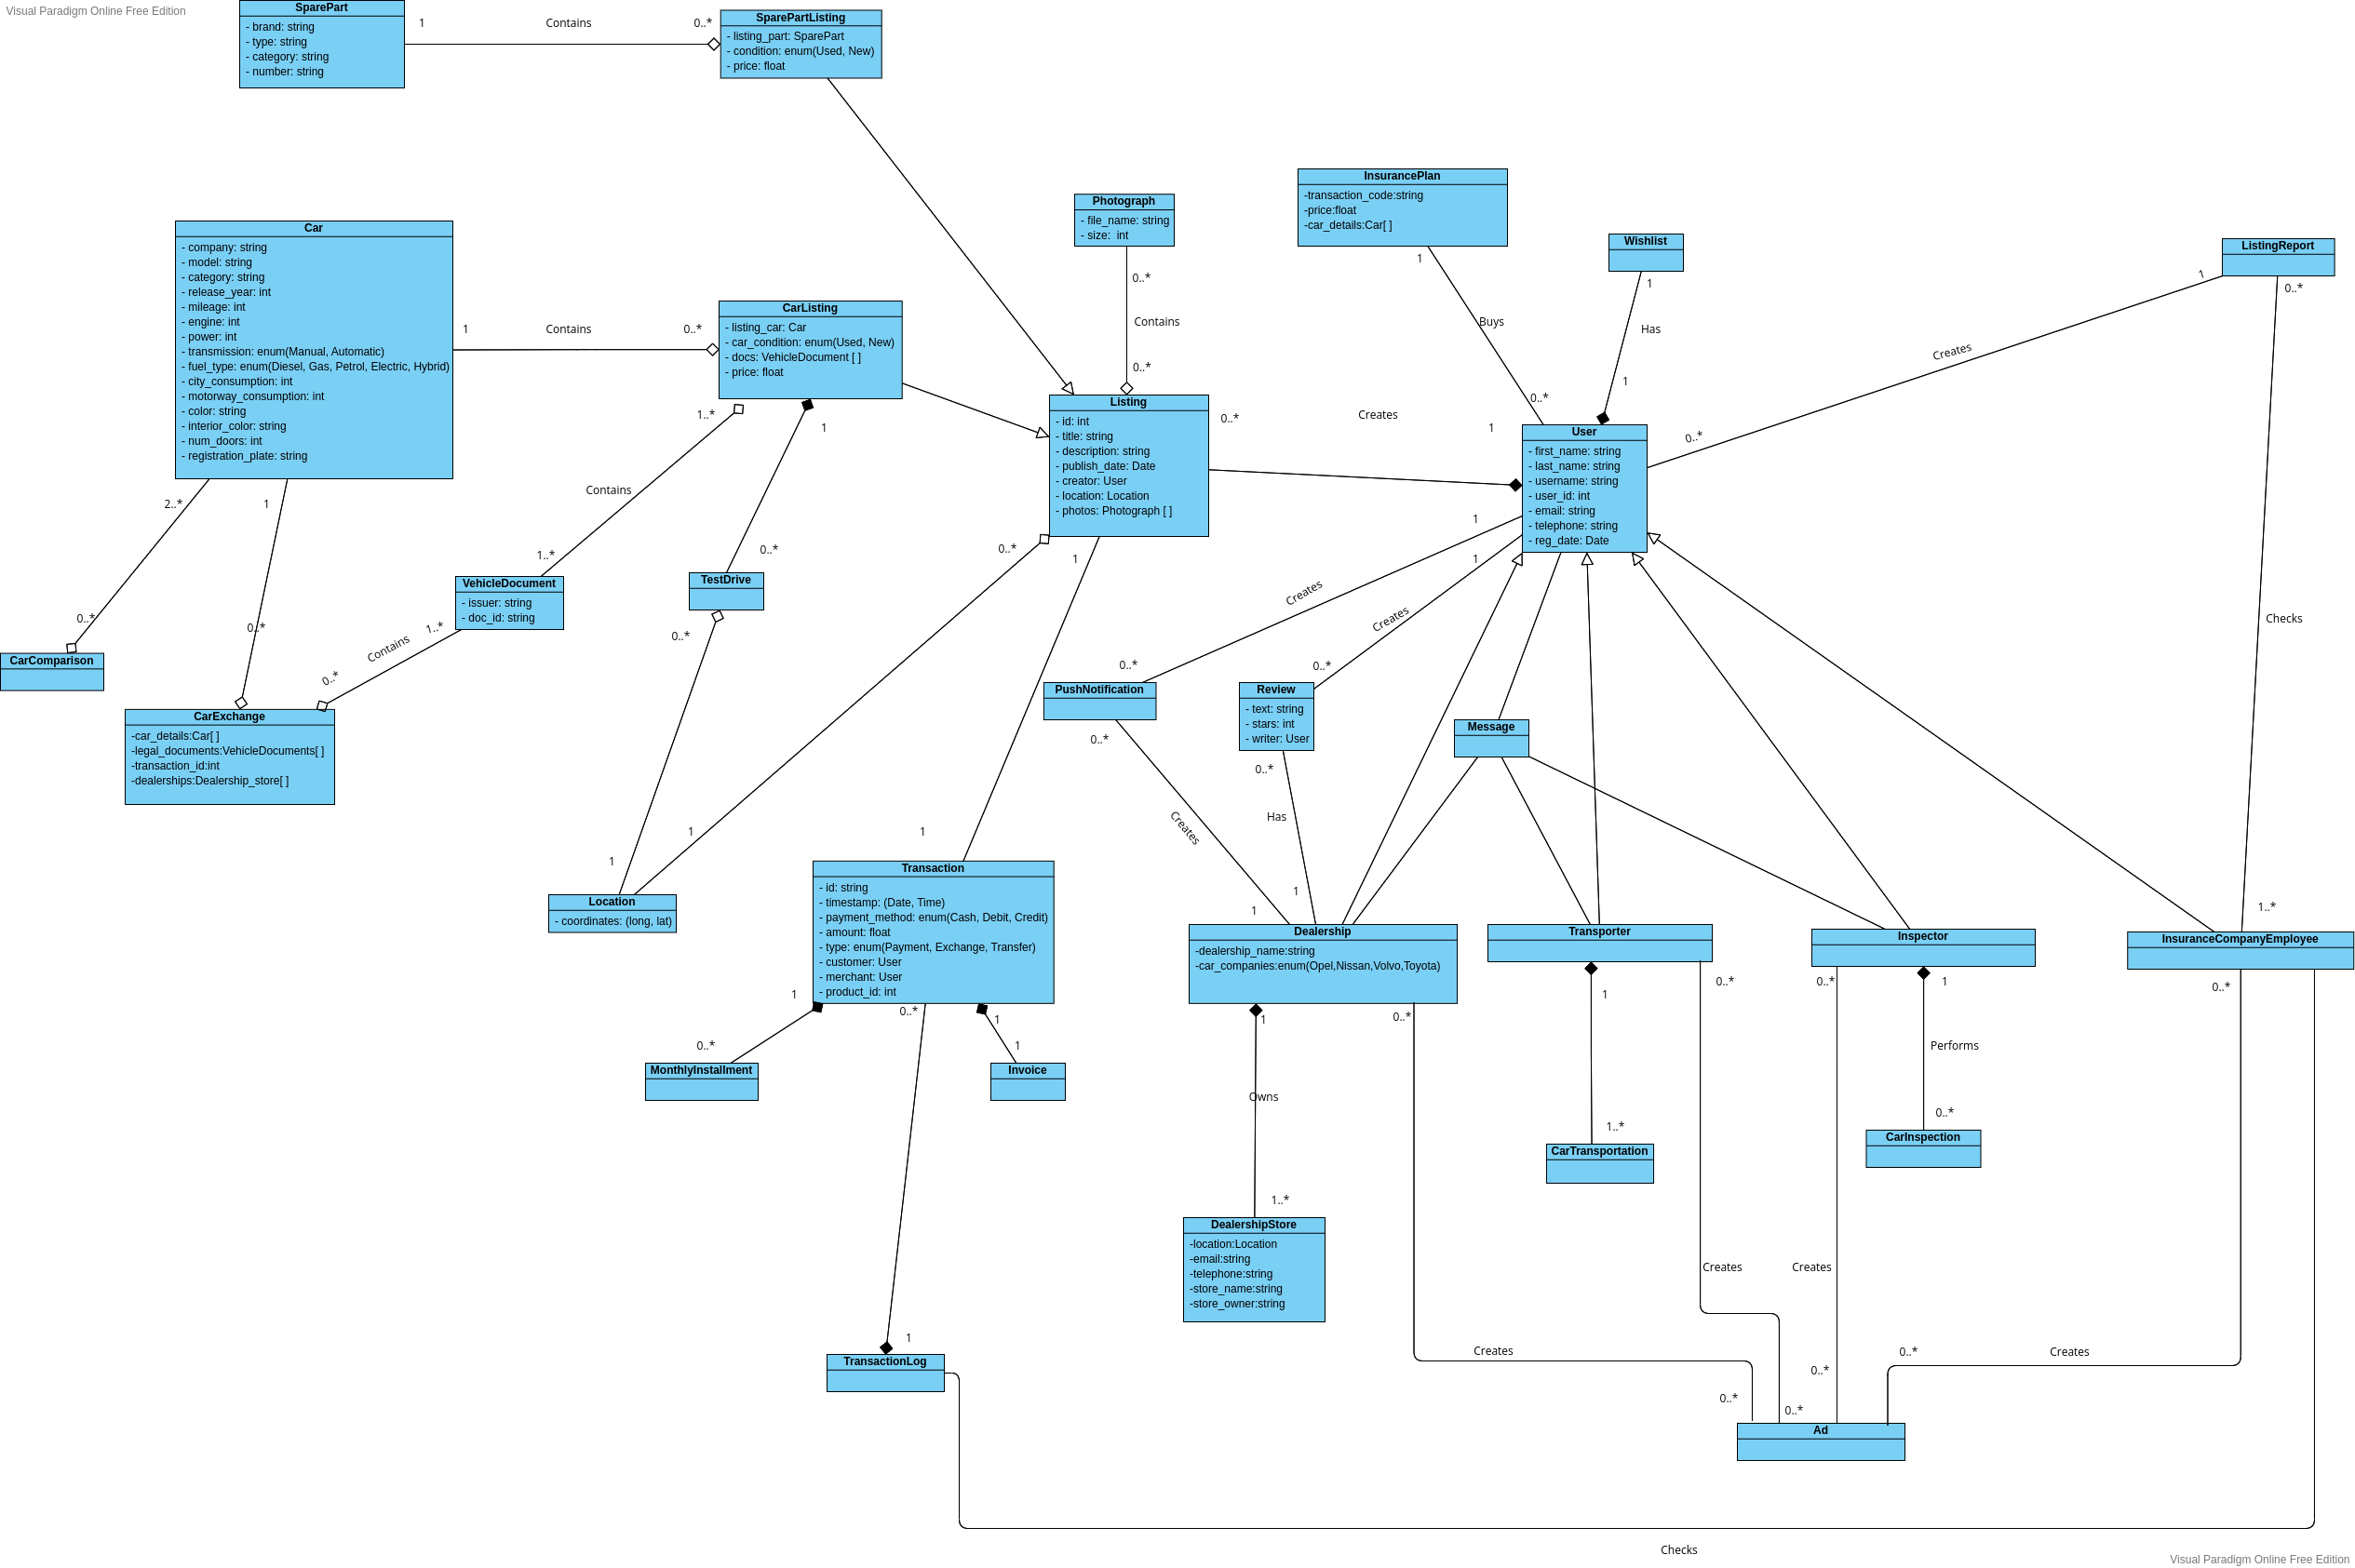 Visual Paradigm Online Free Edition
SparePart
- brand: string
- type: string
- category: string
- number: string
1
Contains
0..*
SparePartListing
- listing_part: SparePart
- condition: enum(Used, New)
- price: float
Car
- company: string
- model: string
- category: string
- release_year: int
- mileage: int
- engine: int
- power: int
- transmission: enum(Manual, Automatic)
- fuel_type: enum(Diesel, Gas, Petrol, Electric, Hybrid)
- city_consumption: int
- motorway_consumption: int
- color: string
- interior_color: string
- num_doors: int
- registration_plate: string
1
Contains
0..*
CarListing
- listing_car: Car
- car_condition: enum(Used, New)
- docs: VehicleDocument [ ]
- price: float
Photograph
- file_name: string
- size: int
0..*
Contains
0..*
Listing
- id: int
- title: string
- description: string
- publish_date: Date
- creator: User
- location: Location
- photos: Photograph [ ]
InsurancePlan
-transaction_code:string
-price:float
-car_details:Car[ ]
1
Buys
0..*
Wishlist
1
Has
1
ListingReport
1
0..*
Creates
0..*
0..*
Creates
1
User
- first_name: string
- last_name: string
- username: string
- user_id: int
- email: string
- telephone: string
- reg_date: Date
2..*
1
1..*
1
Contains
1..*
0..*
0..*
1
1
1
VehicleDocument
- issuer: string
- doc_id: string
TestDrive
0..*
0..*
0..*
Contains
1..*
0..*
CarComparison
CarExchange
-car_details:Car[ ]
-legal_documents:VehicleDocuments[ ]
-transaction_id:int
-dealerships:Dealership_store[ ]
Creates
Creates
Checks
0..*
0..*
PushNotification
Review
- text: string
- stars: int
- writer: User
Message
0..*
0..*
Creates
Has
1
1
1
1
1
1..*
Location
- coordinates: (long, lat)
Transaction
- id: string
- timestamp: (Date, Time)
- payment_method: enum(Cash, Debit, Credit)
- amount: float
- type: enum(Payment, Exchange, Transfer)
- customer: User
- merchant: User
- product_id: int
Dealership
-dealership_name:string
-car_companies:enum(Opel,Nissan,Volvo,Toyota)
Transporter
Inspector
InsuranceCompanyEmployee
1
0..*
1
1
0..*
1
0..*
0..*
1
0..*
0..*
1
Performs
MonthlyInstallment
Invoice
Owns
1..*
0..*
CarTransportation
CarInspection
1..*
DealershipStore
-location:Location
-email:string
-telephone:string
-store_name:string
-store_owner:string
Creates
Creates
1
TransactionLog
Creates
0..*
Creates
0..*
0..*
0..*
Ad
Checks
Visual Paradigm Online Free Edition